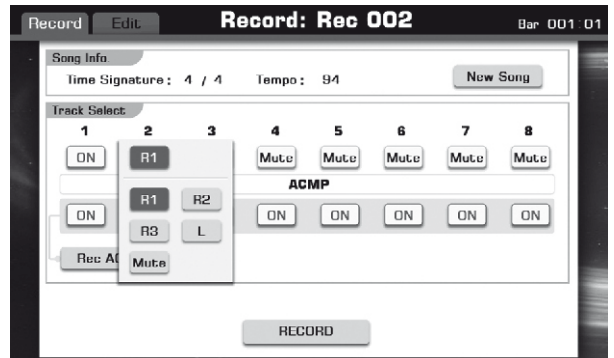 Record Edit Record: Rec 002 Bar 001:01
Song Info.
Time Signature: 4 / 4 Tempo: 94 New Song
Track Select
1 2 3 4 5 6 7 8
ON R1 Mute Mute Mute Mute Mute
ACMP
R1 R2
ON ON ON ON ON ON
R3 L
Rec Mute
RECORD